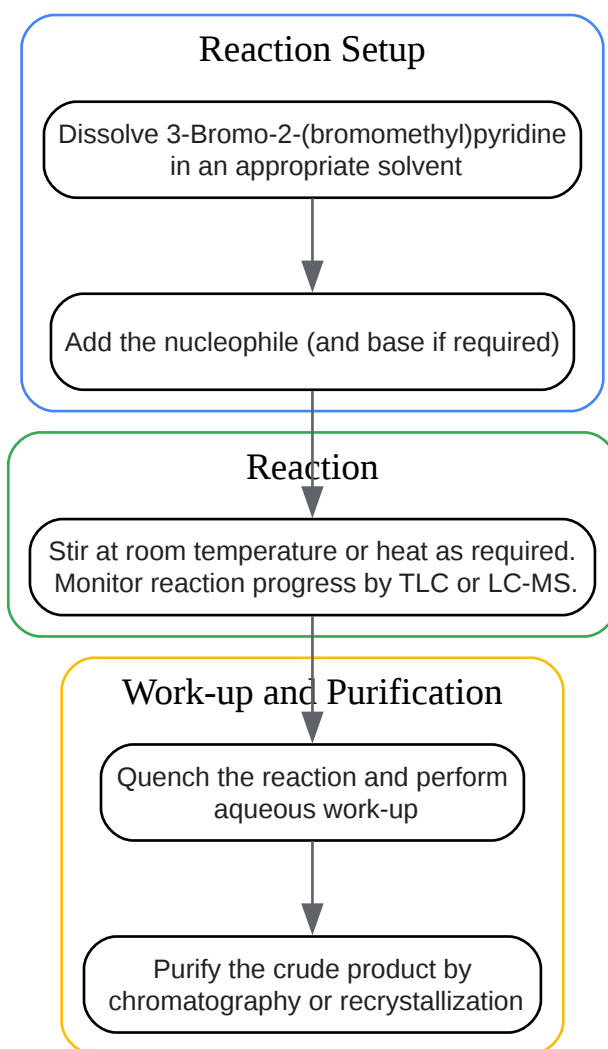 Reaction Setup
Dissolve 3-Bromo-2-(bromomethyl)pyridine
in an appropriate solvent
Add the nucleophile (and base if required)
Reaction
Stir at room temperature or heat as required.
Monitor reaction progress by TLC or LC-MS.
Work-up and Purification
Quench the reaction and perform
aqueous work-up
Purify the crude product by
chromatography or recrystallization